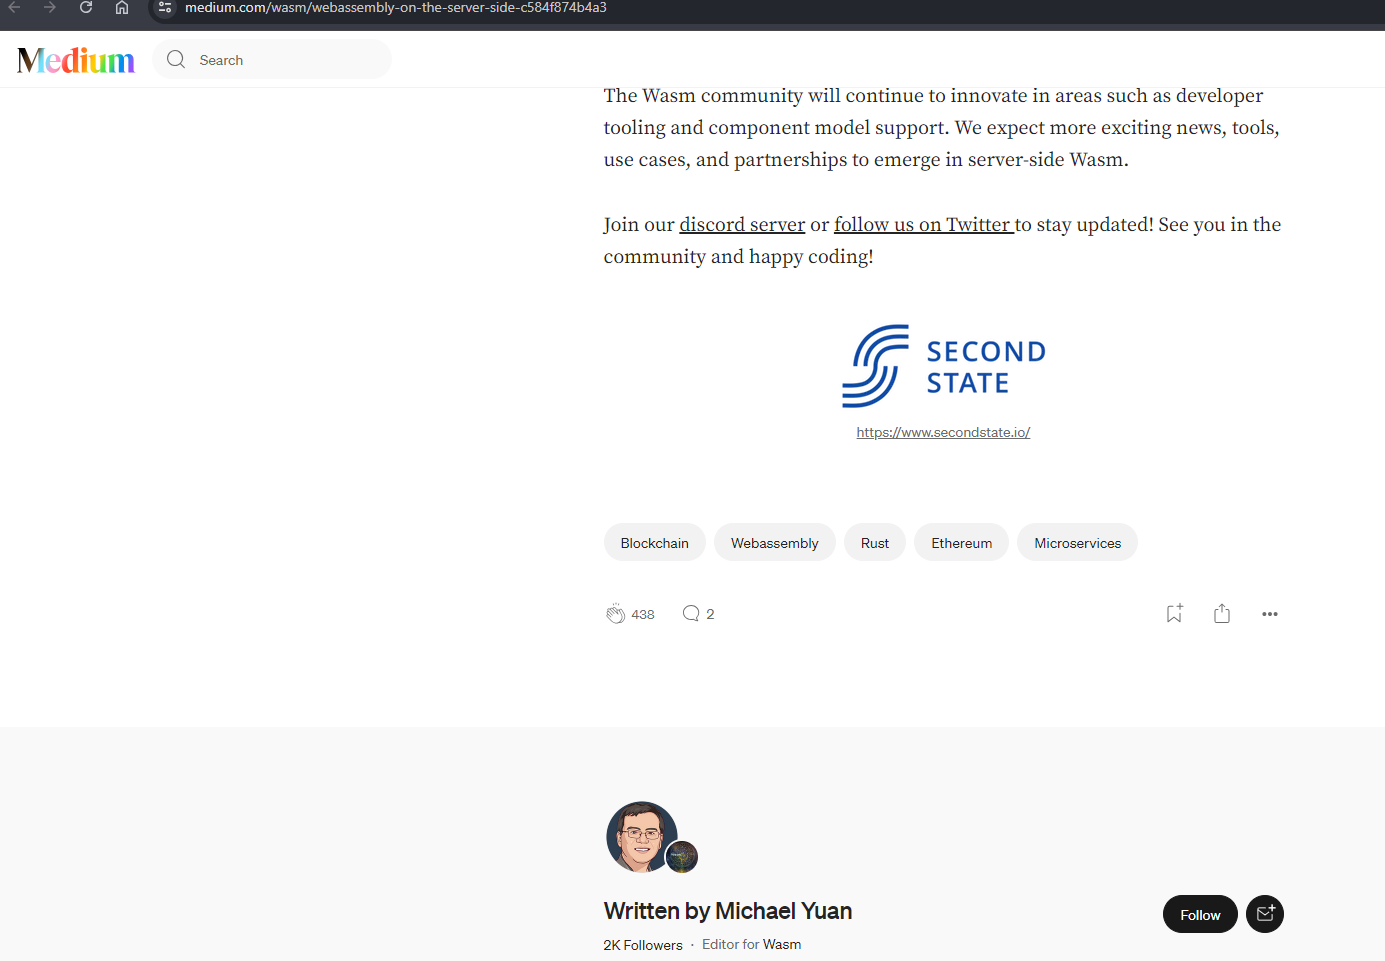 medium.com/wasm/webassembly-on-the-server-side-c584f874b4a3
Medium
Search
The Wasm community will continue to innovate in areas such as developer
tooling and component model support. We expect more exciting news, tools,
use cases, and partnerships to emerge in server-side Wasm.
Join our discord server or follow us on Twitter to stay updated! See you in the
community and happy coding!
SECOND
STATE
https://www.secondstate.io/
Blockchain Webassembly Rust Ethereum Microservices
438 2
Written by Michael Yuan
Follow
2K Followers · Editor for Wasm